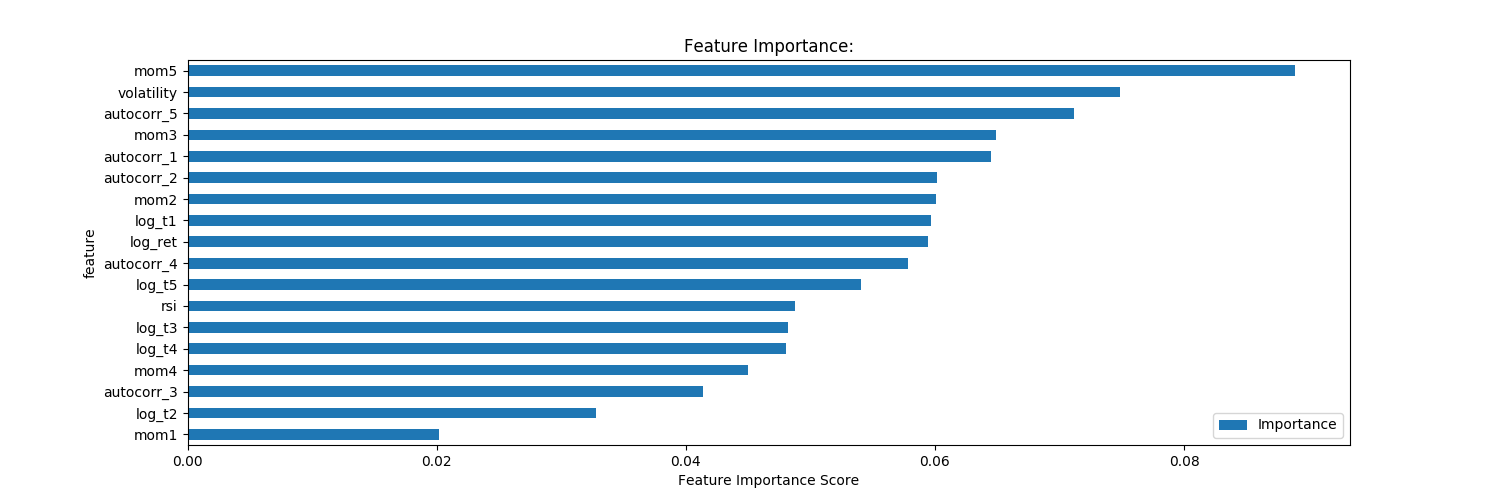 Feature Importance:
mom5
volatility
autocorr_5
mom3
autocorr_1
autocorr_2
mom2
log_t1
log_ret
autocorr_4
log_t5
rsi
log_t3
log_t4
mom4
autocorr_3
log_t2
mom1
feature
Importance
0.00 0.02 0.04 0.06 0.08
Feature Importance Score